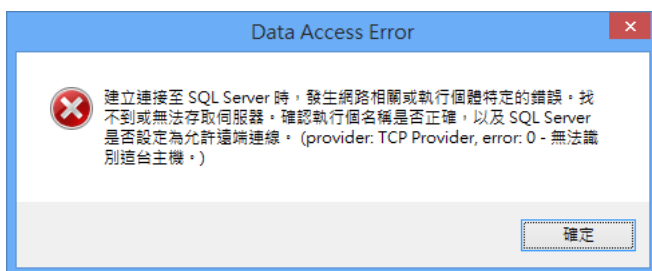 Data Access Error
建立連接至 SQL Server 時，發生網路相關或執行個體特定的錯誤。找
不到或無法存取伺服器。確認執行個名稱是否正確，以及 SQL Server
是否設定為允許遠端連線。 (provider: TCP Provider, error: 0 - 無法識
別這台主機。)
確定